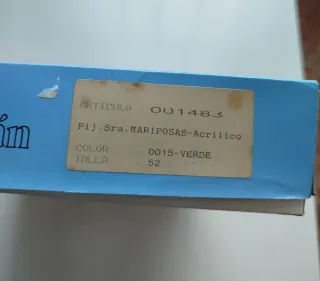 ARTICULO : 001483
Pij.Sra.MARIPOSAS-Acrilico
COLOR : 0015-VERDE
TALLA : 52